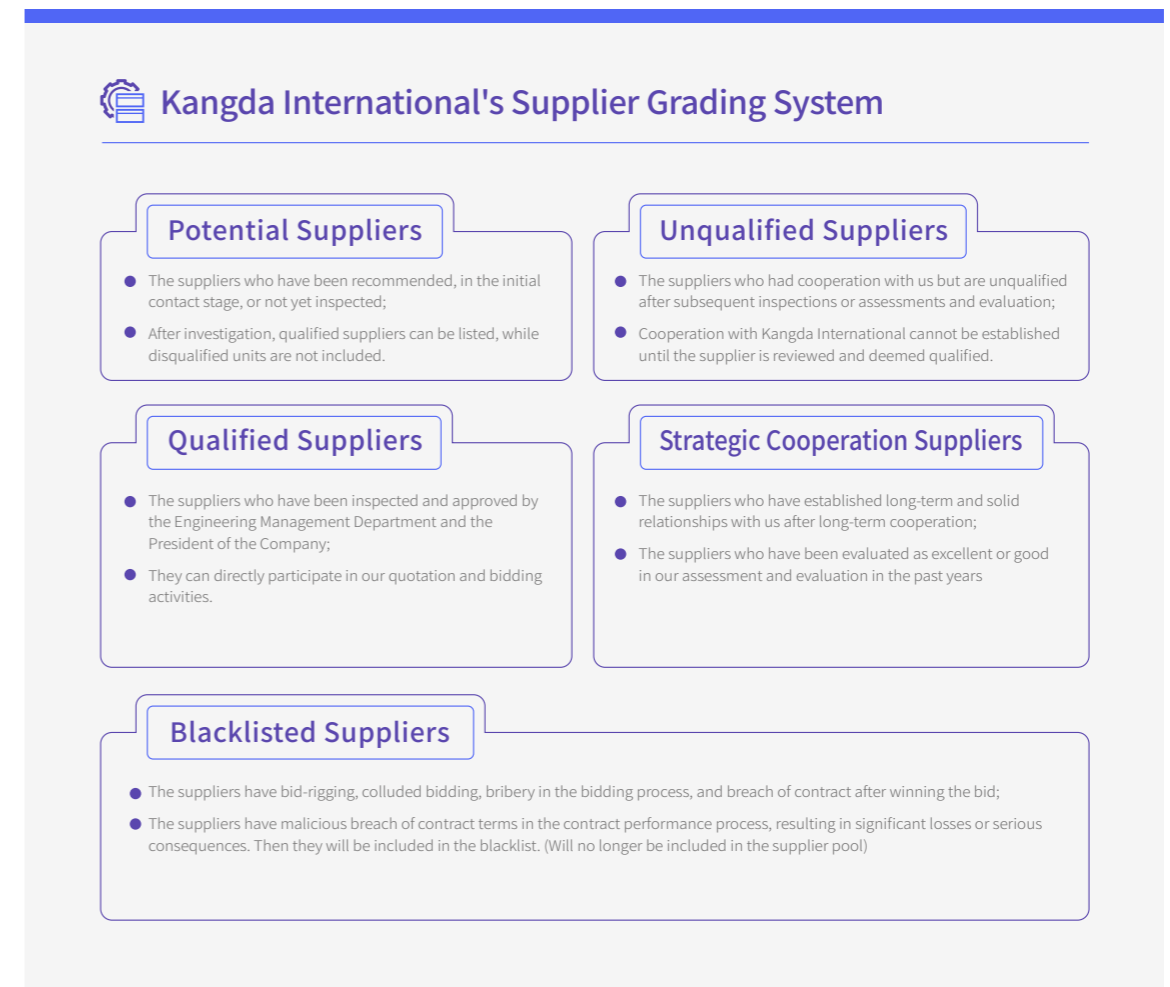 Kangda International's Supplier Grading System
Potential Suppliers
The suppliers who have been recommended, in the initial
contact stage, or not yet inspected;
After investigation, qualified suppliers can be listed, while
disqualified units are not included.
Unqualified Suppliers
The suppliers who had cooperation with us but are unqualified
after subsequent inspections or assessments and evaluation;
Cooperation with Kangda International cannot be established
until the supplier is reviewed and deemed qualified.
Qualified Suppliers
The suppliers who have been inspected and approved by
the Engineering Management Department and the
President of the Company;
They can directly participate in our quotation and bidding
activities.
Strategic Cooperation Suppliers
The suppliers who have established long-term and solid
relationships with us after long-term cooperation;
The suppliers who have been evaluated as excellent or good
in our assessment and evaluation in the past years
Blacklisted Suppliers
The suppliers have bid-rigging, colluded bidding, bribery in the bidding process, and breach of contract after winning the bid;
The suppliers have malicious breach of contract terms in the contract performance process, resulting in significant losses or serious
consequences. Then they will be included in the blacklist. (Will no longer be included in the supplier pool)